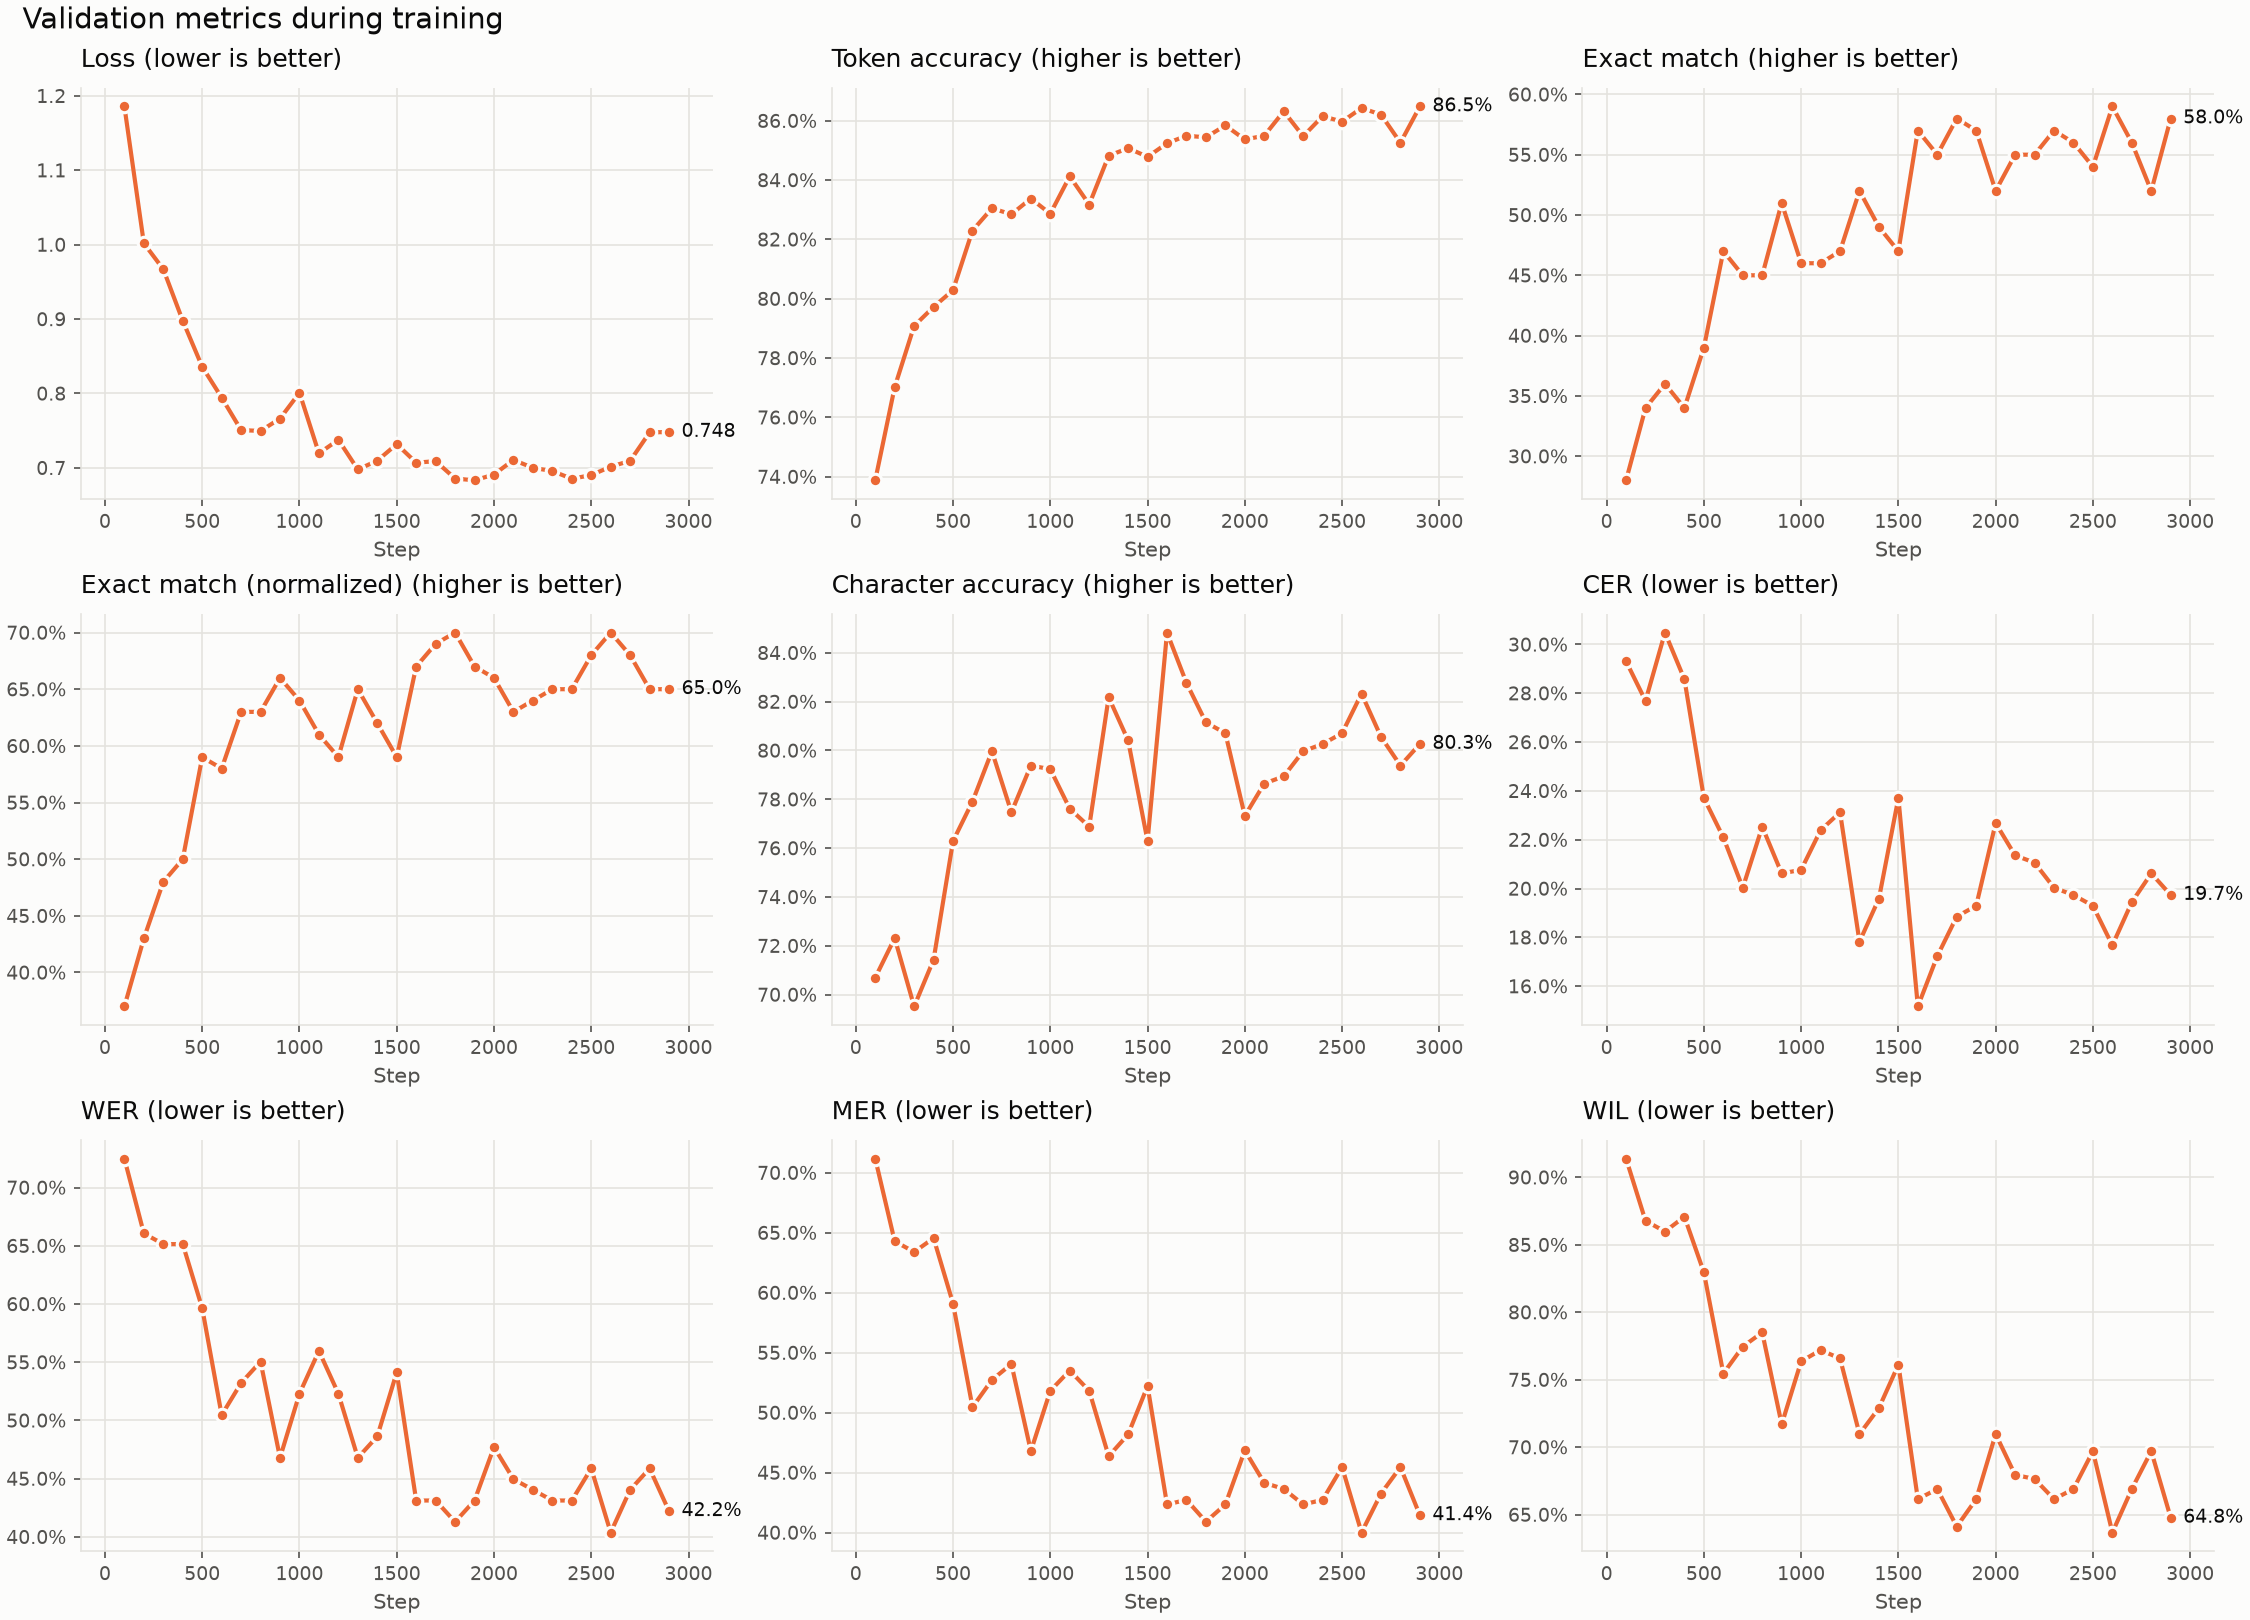 Validation metrics during training
Loss (lower is better)
1.2
1.1
1.0
0.9
0.8
0.7
0.748
0 500 1000 1500 2000 2500 3000
Step
Token accuracy (higher is better)
86.0%
84.0%
82.0%
80.0%
78.0%
76.0%
74.0%
86.5%
0 500 1000 1500 2000 2500 3000
Step
Exact match (higher is better)
60.0%
55.0%
50.0%
45.0%
40.0%
35.0%
30.0%
58.0%
0 500 1000 1500 2000 2500 3000
Step
Exact match (normalized) (higher is better)
70.0%
65.0%
60.0%
55.0%
50.0%
45.0%
40.0%
65.0%
0 500 1000 1500 2000 2500 3000
Step
Character accuracy (higher is better)
84.0%
82.0%
80.0%
78.0%
76.0%
74.0%
72.0%
70.0%
80.3%
0 500 1000 1500 2000 2500 3000
Step
CER (lower is better)
30.0%
28.0%
26.0%
24.0%
22.0%
20.0%
18.0%
16.0%
19.7%
0 500 1000 1500 2000 2500 3000
Step
WER (lower is better)
70.0%
65.0%
60.0%
55.0%
50.0%
45.0%
40.0%
42.2%
0 500 1000 1500 2000 2500 3000
Step
MER (lower is better)
70.0%
65.0%
60.0%
55.0%
50.0%
45.0%
40.0%
41.4%
0 500 1000 1500 2000 2500 3000
Step
WIL (lower is better)
90.0%
85.0%
80.0%
75.0%
70.0%
65.0%
64.8%
0 500 1000 1500 2000 2500 3000
Step